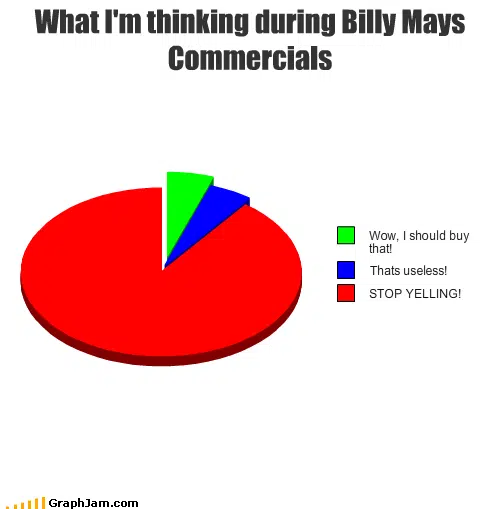 What I'm thinking during Billy Mays
Commercials
Wow, I should buy
that!
Thats useless!
STOP YELLING!
GraphJam.com